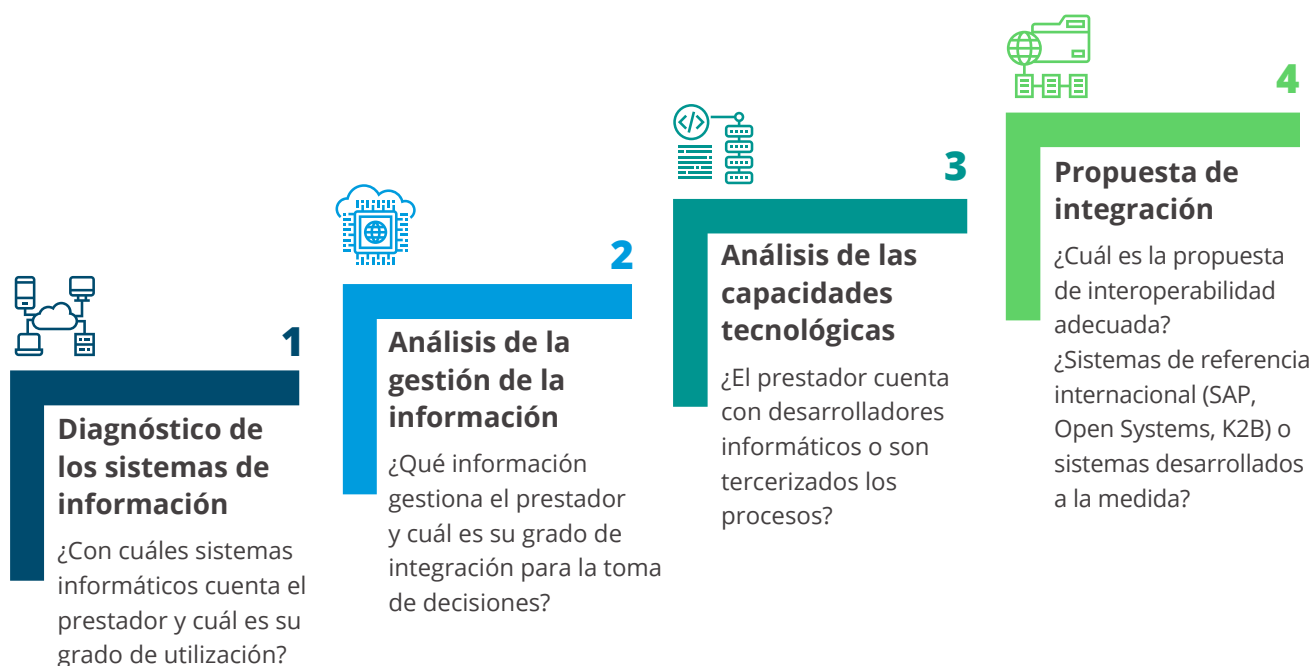 1
Diagnóstico de
los sistemas de
información
¿Con cuáles sistemas
informáticos cuenta el
prestador y cuál es su
grado de utilización?
2
Análisis de la
gestión de la
información
¿Qué información
gestiona el prestador
y cuál es su grado de
integración para la toma
de decisiones?
3
Análisis de las
capacidades
tecnológicas
¿El prestador cuenta
con desarrolladores
informáticos o son
tercerizados los
procesos?
4
Propuesta de
integración
¿Cuál es la propuesta
de interoperabilidad
adecuada?
¿Sistemas de referencia
internacional (SAP,
Open Systems, K2B) o
sistemas desarrollados
a la medida?